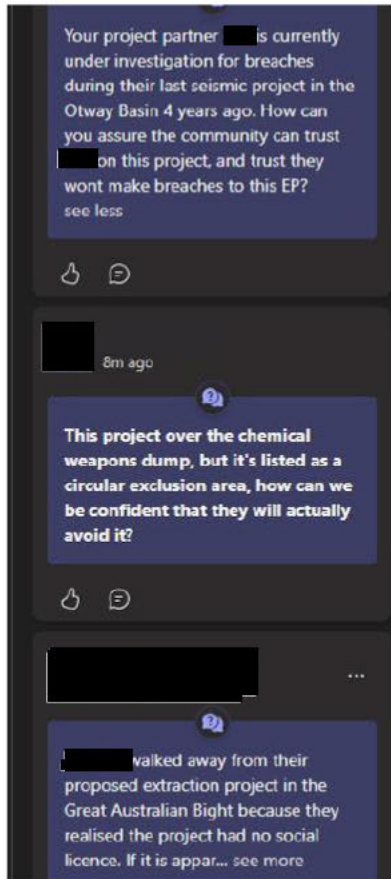 Your project partner is currently
under investigation for breaches
during their last seismic project in the
Otway Basin 4 years ago. How can
you assure the community can trust
on this project, and trust they
wont make breaches to this EP?
see less
8m ago
This project over the chemical
weapons dump, but it's listed as a
circular exclusion area, how can we
be confident that they will actually
avoid it?
...
walked away from their
proposed extraction project in the
Great Australian Bight because they
realised the project had no social
licence. If it is appar... see more